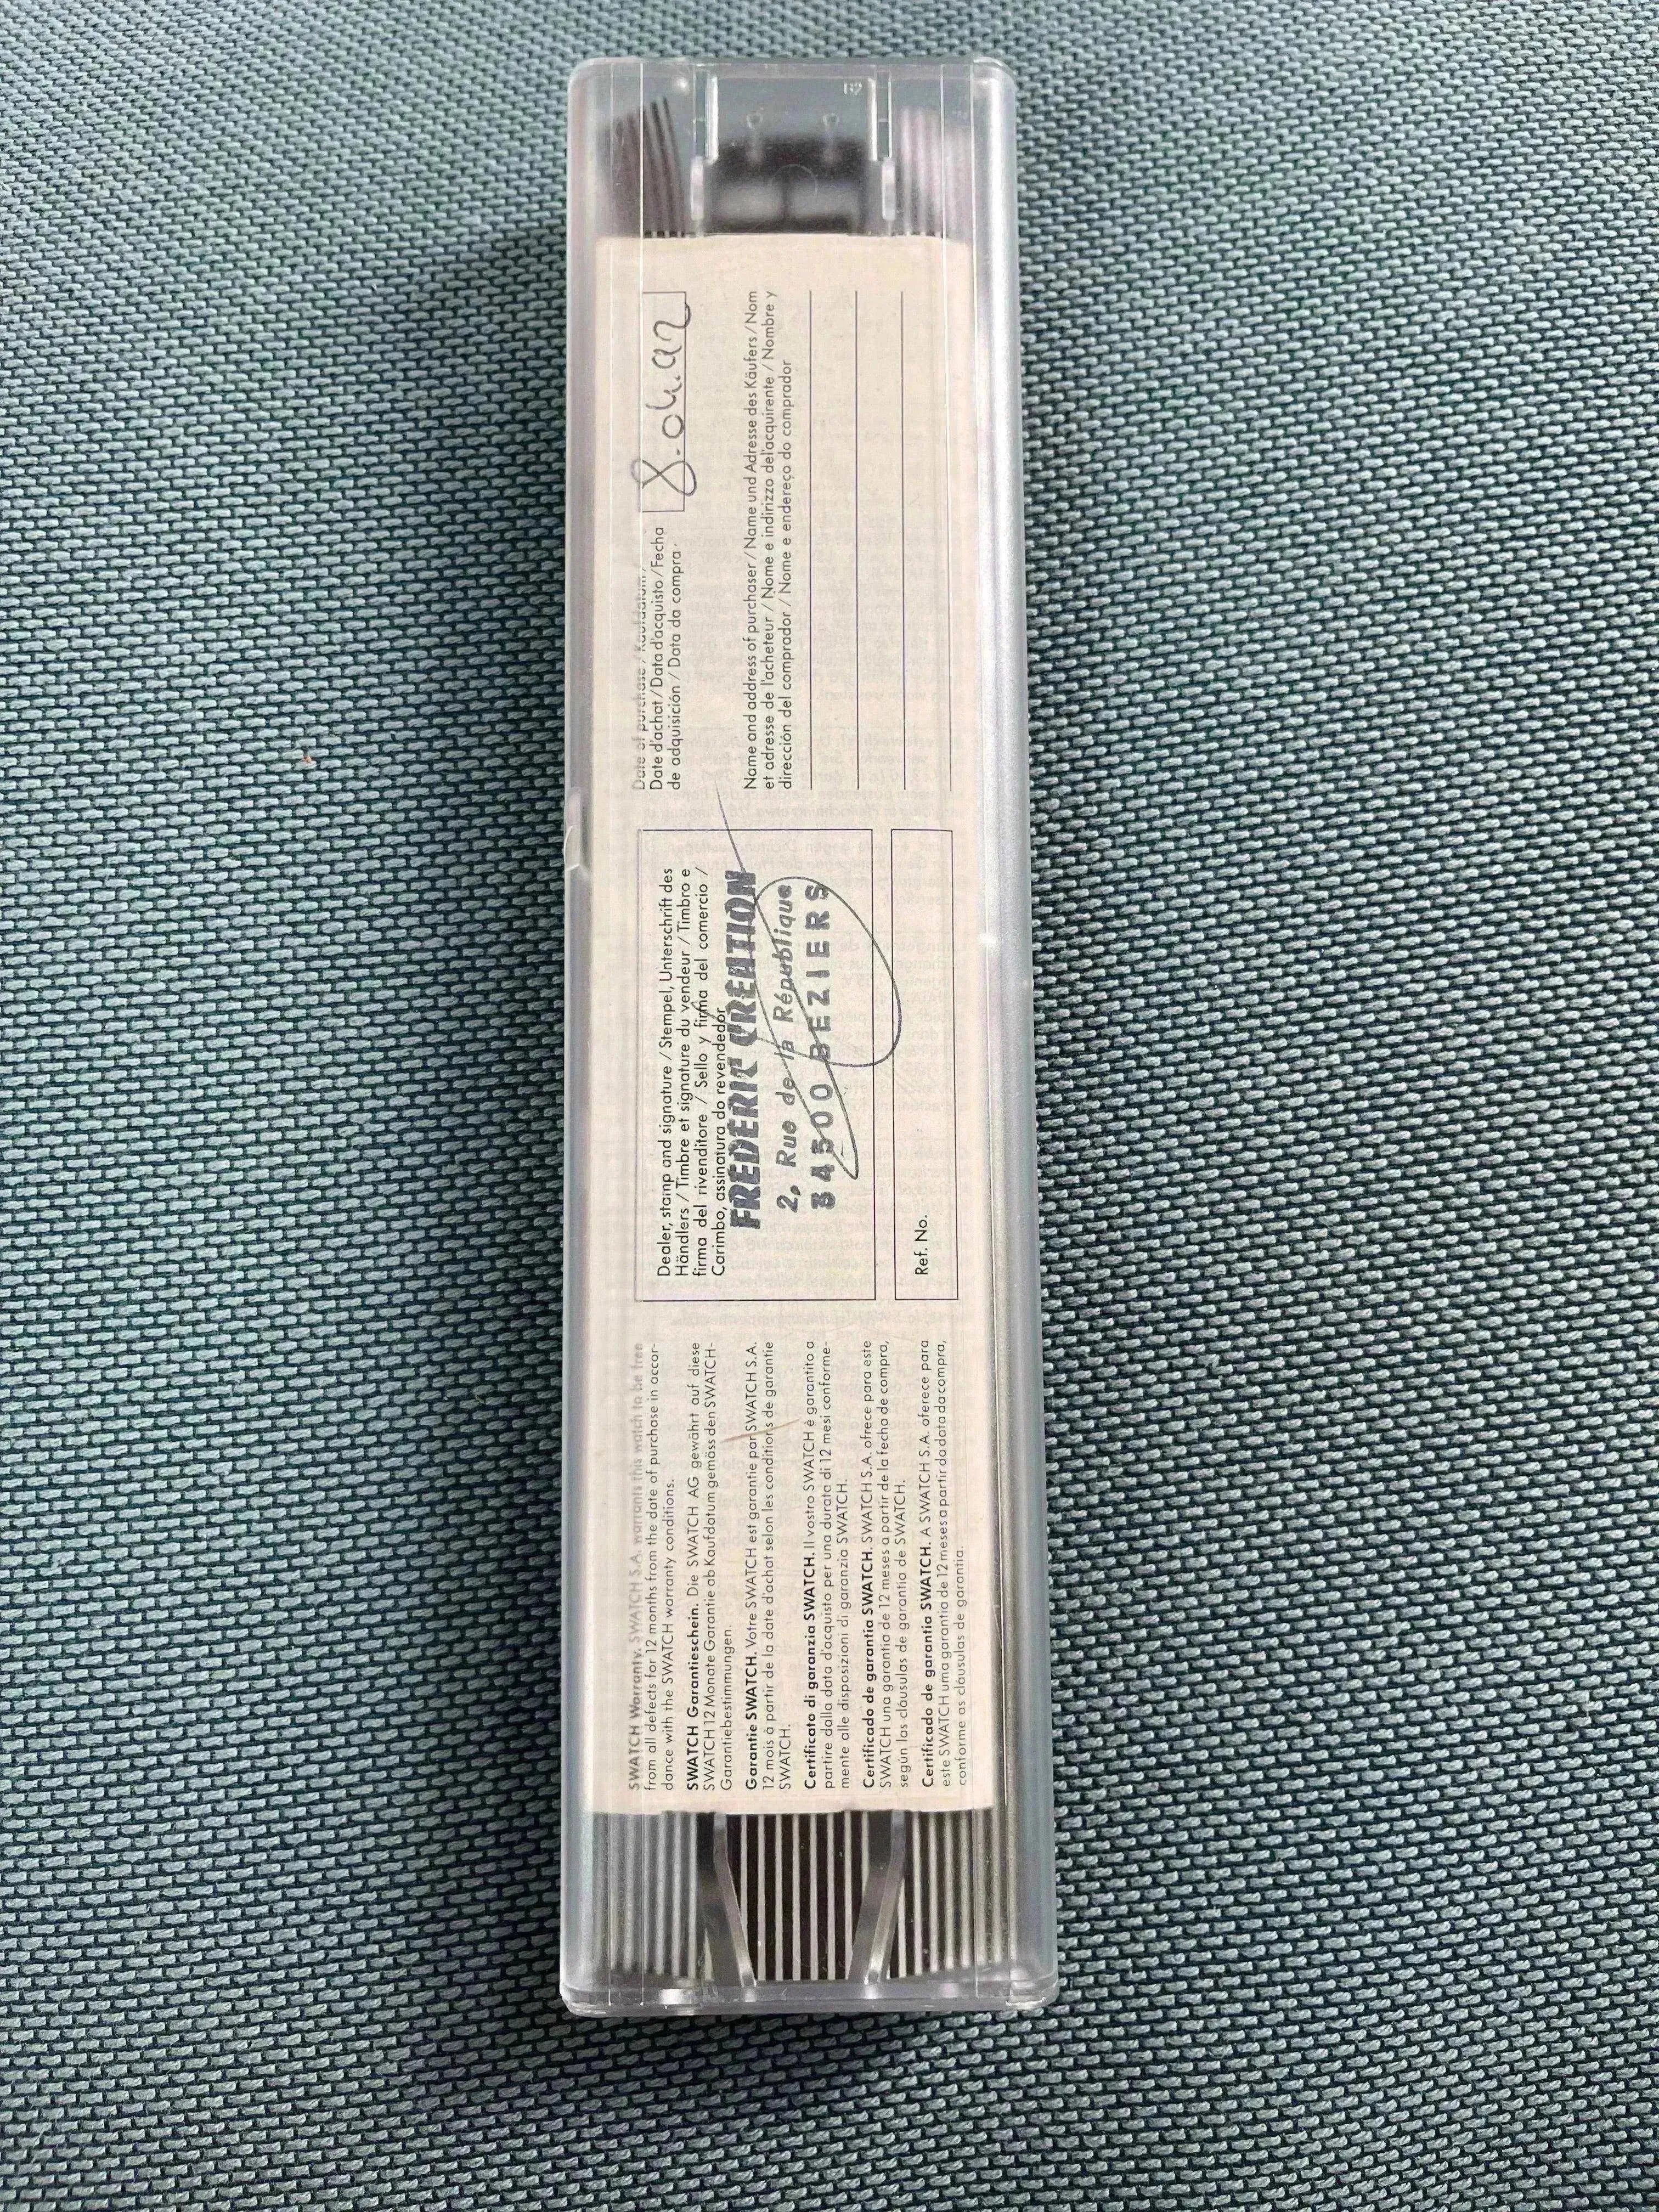 SWATCH Warranty. SWATCH S.A. warrants this watch to be free
from all defects for 12 months from the date of purchase in accor-
dance with the SWATCH warranty conditions.
SWATCH Garantieschein. Die SWATCH AG gewährt auf diese
SWATCH 12 Monate Garantie ab Kaufdatum gemäss den SWATCH-
Garantiebestimmungen.
Garantie SWATCH. Votre SWATCH est garantie par SWATCH S.A.
12 mois à partir de la date d'achat selon les conditions de garantie
SWATCH.
Certificato di garanzia SWATCH. Il vostro SWATCH è garantito a
partire dalla data d'acquisto per una durata di 12 mesi conforme-
mente alle disposizioni di garanzia SWATCH.
Certificado de garantía SWATCH. SWATCH S.A. ofrece para este
SWATCH una garantía de 12 meses a partir de la fecha de compra,
según las cláusulas de garantía de SWATCH.
Certificado de garantia SWATCH. A SWATCH S.A. oferece para
este SWATCH uma garantia de 12 meses a partir da data da compra,
conforme as cláusulas de garantia.
Dealer, stamp and signature / Stempel, Unterschrift des
Händlers / Timbre et signature du vendeur / Timbro e
firma del rivenditore / Sello y firma del comercio /
Carimbo, assinatura do revendedor
FREDERIC CREATION
2, Rue de la République
34500 BEZIERS
Ref. No.
Date of purchase / Kaufdatum /
Date d'achat / Data d'acquisto / Fecha
de adquisición / Data da compra
8.04.92
Name and address of purchaser / Name und Adresse des Käufers / Nom
et adresse de l'acheteur / Nome e indirizzo del'acquirente / Nombre y
dirección del comprador / Nome e endereço do comprador